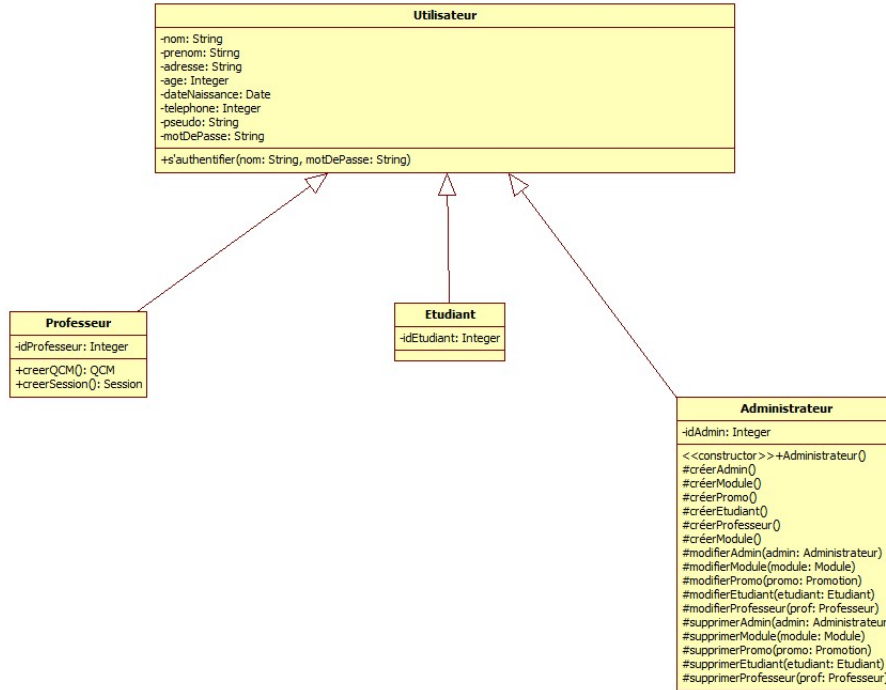 Utilisateur
-nom: String
-prenom: Stirng
-adresse: String
-age: Integer
-dateNaissance: Date
-telephone: Integer
-pseudo: String
-motDePasse: String
+s'authentifier(nom: String, motDePasse: String)
Professeur
-idProfesseur: Integer
+creerQCM(): QCM
+creerSession(): Session
Etudiant
-idEtudiant: Integer
Administrateur
-idAdmin: Integer
<<constructor>>+Administrateur()
#créerAdmin()
#créerModule()
#créerPromo()
#créerEtudiant()
#créerProfesseur()
#créerModule()
#modifierAdmin(admin: Administrateur)
#modifierModule(module: Module)
#modifierPromo(promo: Promotion)
#modifierEtudiant(etudiant: Etudiant)
#modifierProfesseur(prof: Professeur)
#supprimerAdmin(admin: Administrateur
#supprimerModule(module: Module)
#supprimerPromo(promo: Promotion)
#supprimerEtudiant(etudiant: Etudiant)
#supprimerProfesseur(prof: Professeur)